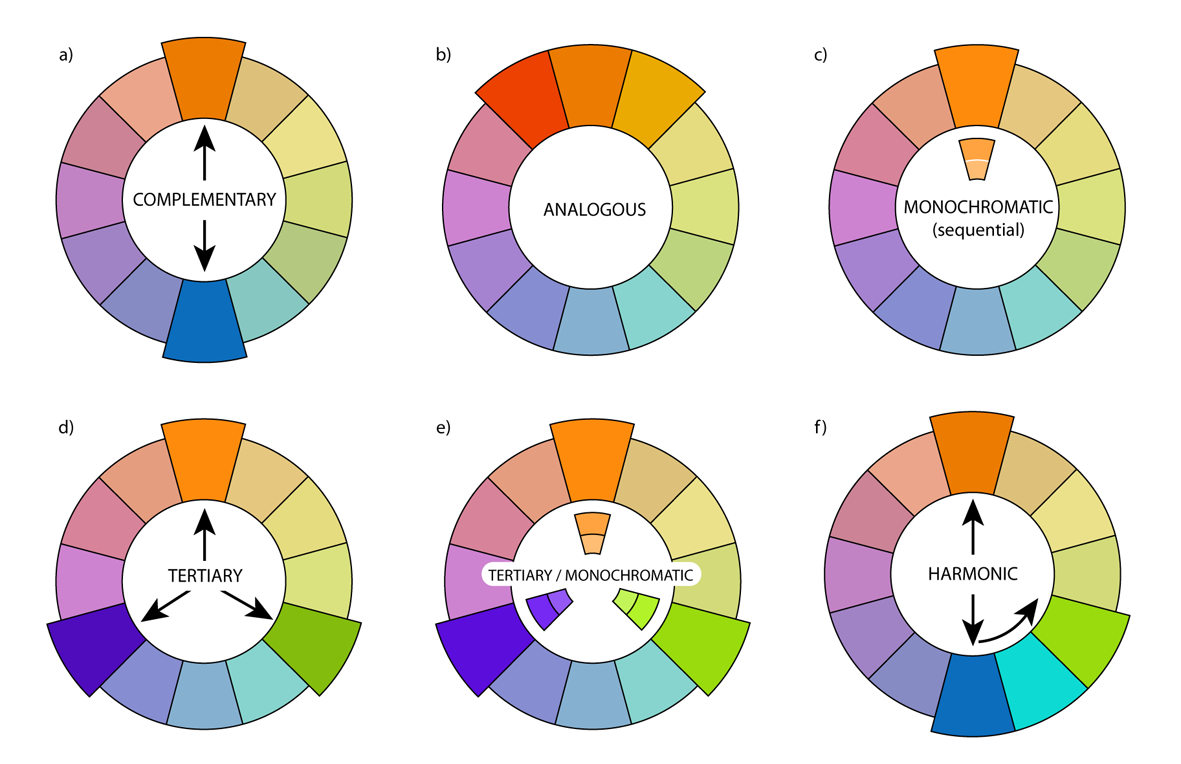 a)
COMPLEMENTARY
b)
ANALOGOUS
c)
MONOCHROMATIC
(sequential)
d)
TERTIARY
e)
TERTIARY / MONOCHROMATIC
f)
HARMONIC